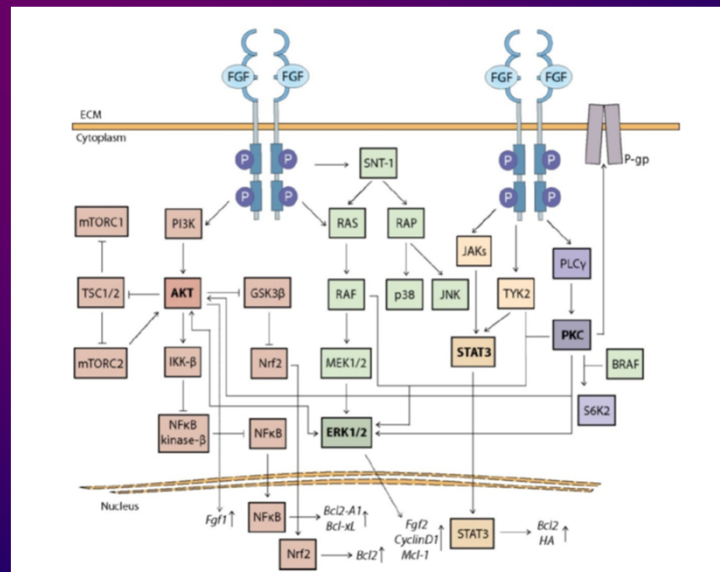 FGF
FGF
FGF
FGF
ECM
Cytoplasm
P-gp
P
P
P
P
P
P
P
P
SNT-1
mTORC1
PI3K
RAS
RAP
JAKs
PLCγ
TSC1/2
AKT
GSK3β
RAF
p38
JNK
TYK2
PKC
mTORC2
IKK-β
Nrf2
MEK1/2
STAT3
BRAF
S6K2
NFκB
kinase-β
NFκB
ERK1/2
Nucleus
Fgf1↑
NFκB
Bcl2-A1
Bcl-xL ↑
Fgf2
CyclinD1 ↑
Mcl-1
STAT3
Bcl2
HA ↑
Nrf2
Bcl2↑